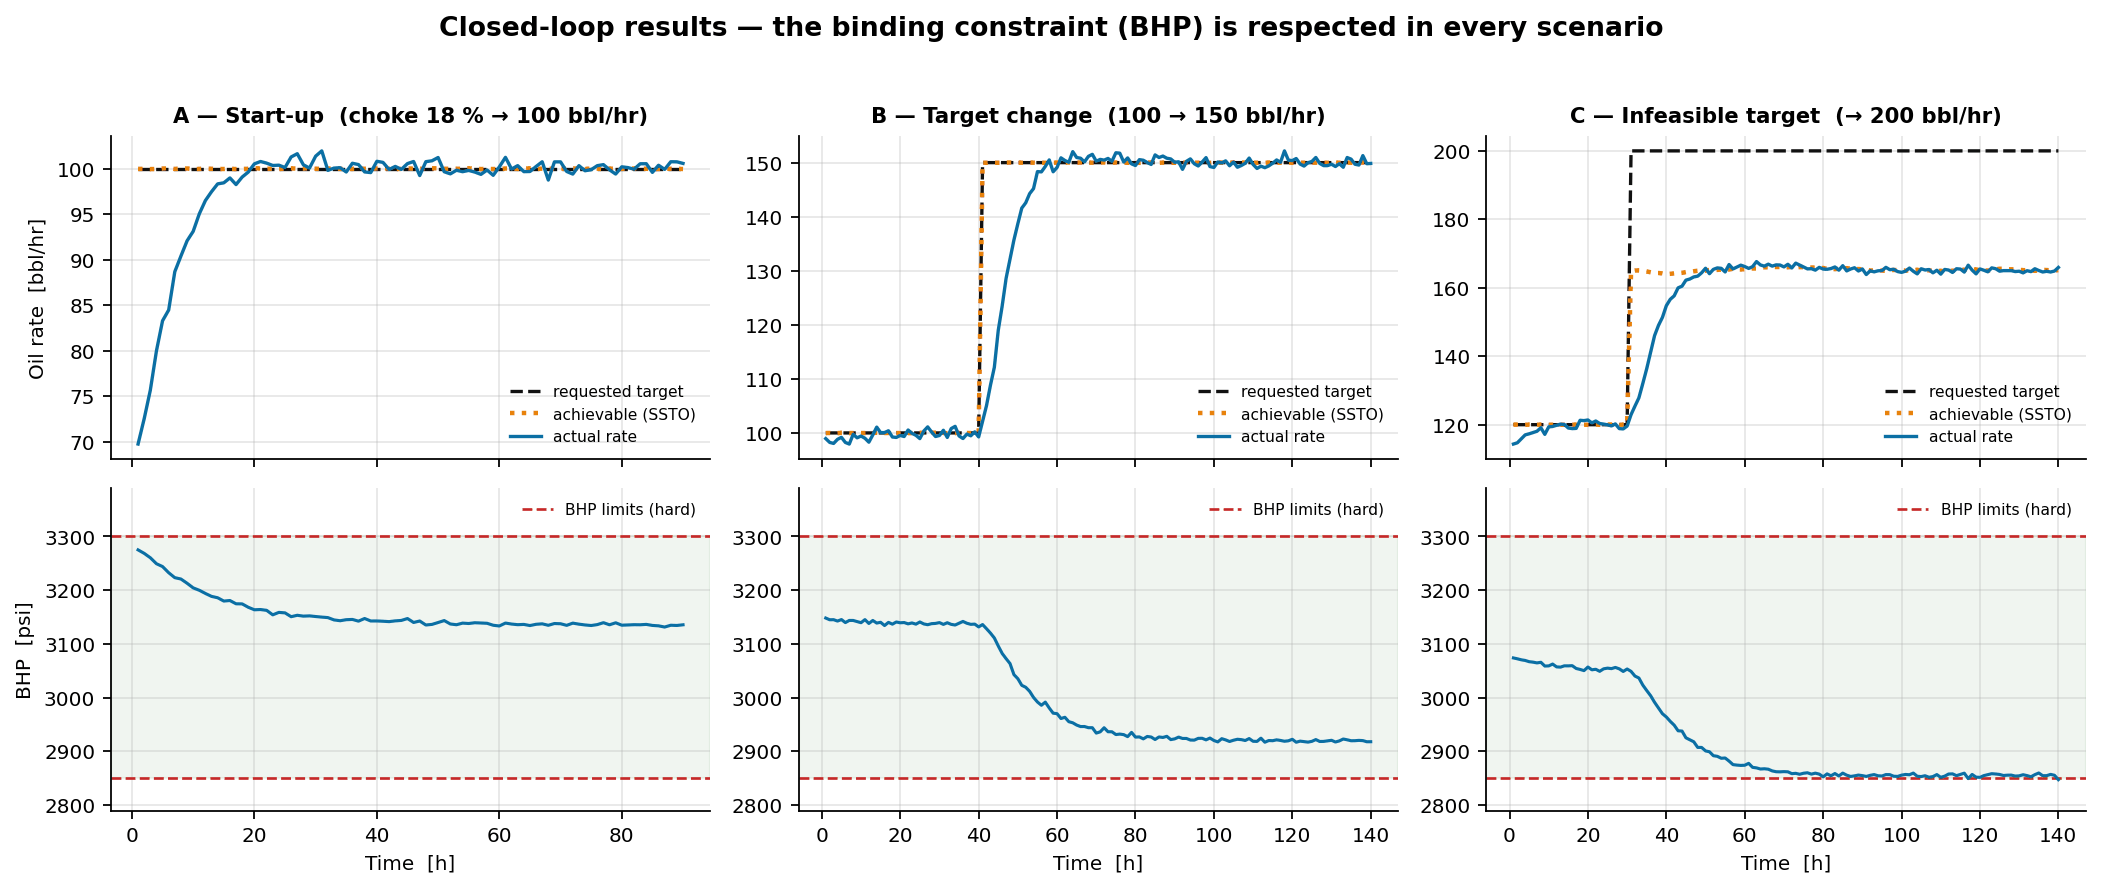 Closed-loop results — the binding constraint (BHP) is respected in every scenario
A — Start-up  (choke 18 % → 100 bbl/hr)
Oil rate  [bbl/hr]
100
95
90
85
80
75
70
requested target
achievable (SSTO)
actual rate
B — Target change  (100 → 150 bbl/hr)
150
140
130
120
110
100
requested target
achievable (SSTO)
actual rate
C — Infeasible target  (→ 200 bbl/hr)
200
180
160
140
120
requested target
achievable (SSTO)
actual rate
BHP  [psi]
3300
3200
3100
3000
2900
2800
BHP limits (hard)
0 20 40 60 80
Time  [h]
3300
3200
3100
3000
2900
2800
BHP limits (hard)
0 20 40 60 80 100 120 140
Time  [h]
3300
3200
3100
3000
2900
2800
BHP limits (hard)
0 20 40 60 80 100 120 140
Time  [h]